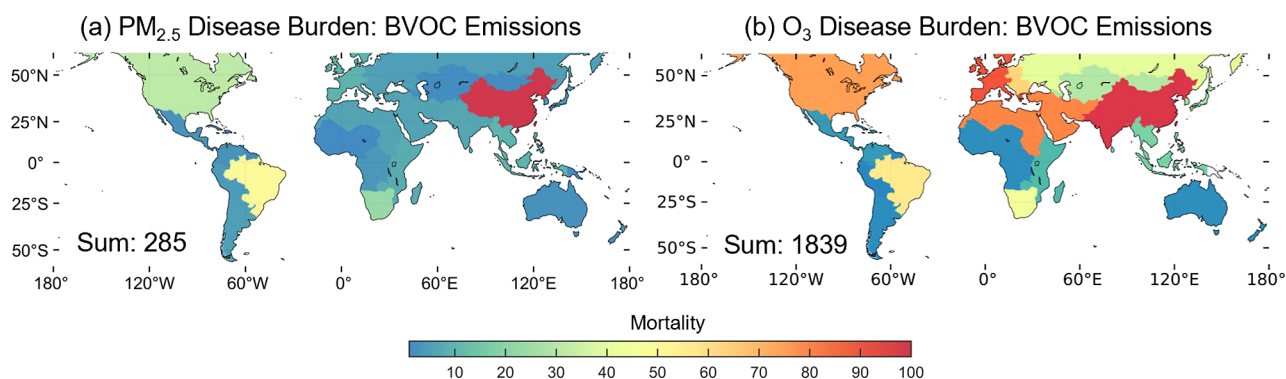 (a) PM2.5 Disease Burden: BVOC Emissions
50°N
25°N
0°
25°S
50°S
Sum: 285
180° 120°W 60°W 0° 60°E 120°E 180°
(b) O3 Disease Burden: BVOC Emissions
50°N
25°N
0°
25°S
50°S
Sum: 1839
180° 120°W 60°W 0° 60°E 120°E 180°
Mortality
10 20 30 40 50 60 70 80 90 100